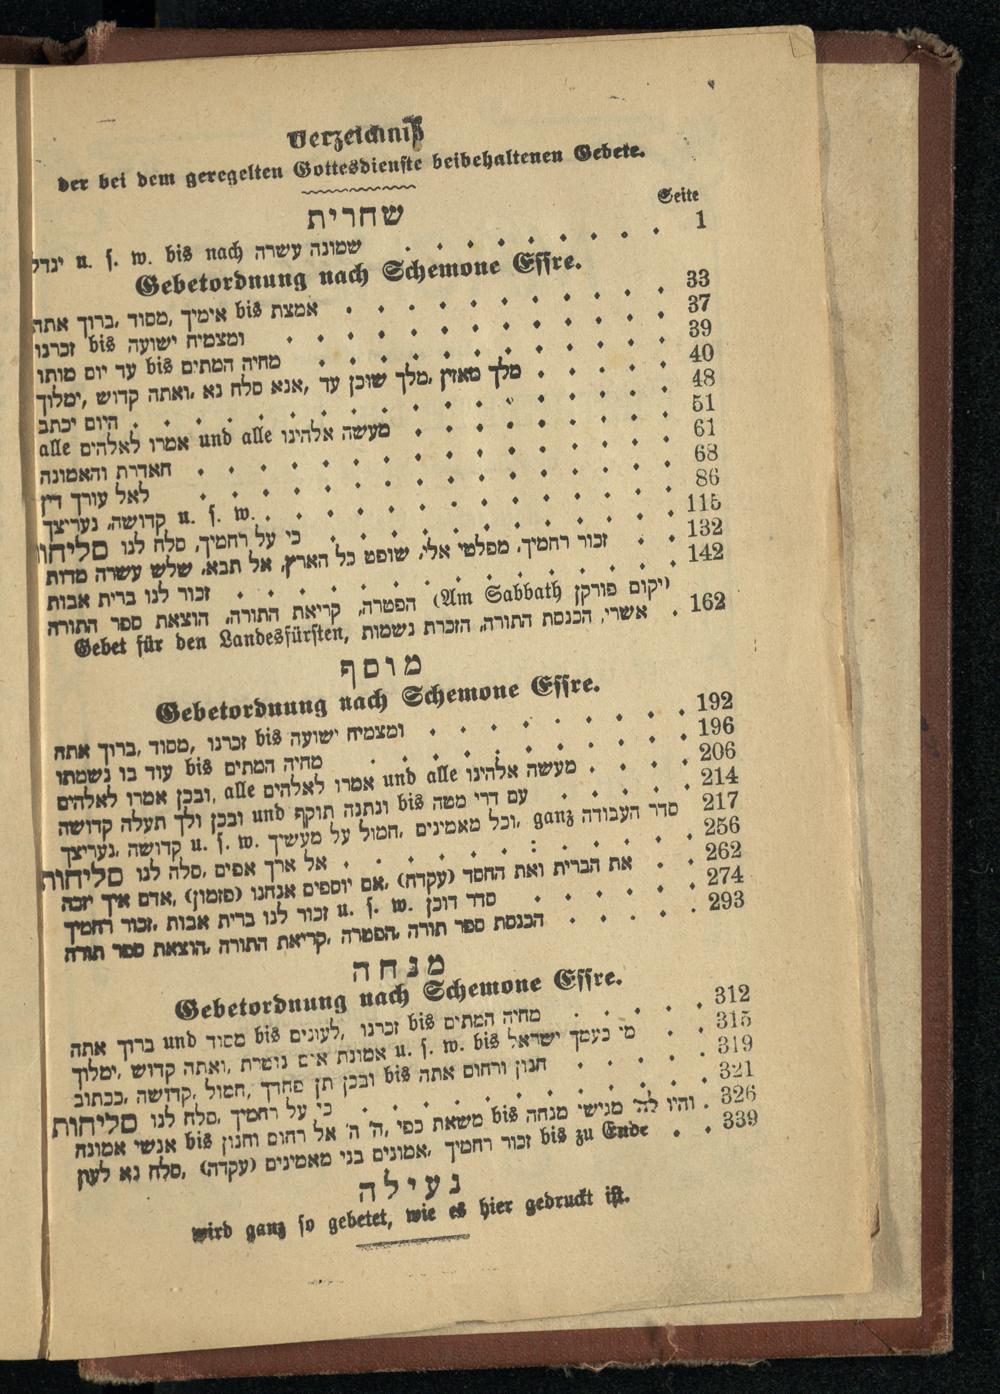 Verzeichniß
der bei dem geregelten Gottesdienste beibehaltenen Gebete.
Seite
שחרית
יגדל u. s. w. bis nach שמונה עשרה . . . . . . . . 1
Gebetordnung nach Schemone Essre.
ברוך אתה, מסוד, אימיך bis אמצת . . . . . . . . 33
זכרנו bis ומצמיח ישועה . . . . . . . . 37
עד יום מותו bis מחיה המתים . . . . . . . . 39
ימלוך, ואתה קדוש, אנא סלח נא, מלך שוכן עד, מלך מאזין . . . . 40
היום יכתב . . . . . . . . 48
alle אמרו לאלהים und alle מעשה אלהינו . . . . . . 51
האדרת והאמונה . . . . . . . . 61
לאל עורך דין . . . . . . . . 68
קדושה, נעריצך u. s. w. . . . . . . . . 86
סליחות כי על רחמיך, סלח לנו . . . . . . . . 115
זכור רחמיך, מפלטי אלי, שופט כל הארץ, אל תבא, שלש עשרה מדות . . 132
זכור לנו ברית אבות . . . . . . . . 142
הוצאת ספר התורה, קריאת התורה, הפטרה (Am Sabbath יקום פורקן)
Gebet für den Landesfürsten, אשרי, הכנסת התורה, הזכרת נשמות . 162
מוסף
Gebetordnung nach Schemone Essre.
ברוך אתה, מסוד, זכרנו bis ומצמיח ישועה . . . . . . . . 192
עוד בו נשמתו bis מחיה המתים . . . . . . . . 196
ובכן אמרו לאלהים, alle אמרו לאלהים und alle מעשה אלהינו . . . . 206
ובכן ולך תעלה קדושה und ונתנה תוקף bis עם דרי מטה . . . . 214
קדושה, נעריצך u. s. w. וכל מאמינים, חמול על מעשיך, ganz סדר העבודה 217
סליחות אל ארך אפים, סלח לנו . . . . . . . . 256
את הברית ואת החסד (עקדה), אם יוספים אנחנו (פזמון), אדם איך יזכה . . 262
זכור לנו ברית אבות, זכור רחמיך u. s. w. סדר דוכן . . . . 274
הכנסת ספר תורה, הפטרה, קריאת התורה, הוצאת ספר תורה . . . . 293
מנחה
Gebetordnung nach Schemone Essre.
ברוך אתה und מסוד bis לעונים, זכרנו bis מחיה המתים . . . . 312
ימלוך, ואתה קדוש, אמונת אום נוטרת u. s. w. bis מי כעמך ישראל . . 315
ככתוב, קדושה, חמול, ובכן תן פחדך bis חנון ורחום אתה . . . . 319
סליחות כי על רחמיך, סלח לנו . . . . . . . . 321
אנשי אמונה bis ה' ה' אל רחום וחנון, משאת כפי bis מגישי מנחה והיו לה' . 326
סלח נא לעון, אמונים בני מאמינים (עקדה), זכור רחמיך bis zu Ende . . 339
נעילה
wird ganz so gebetet, wie es hier gedruckt ist.